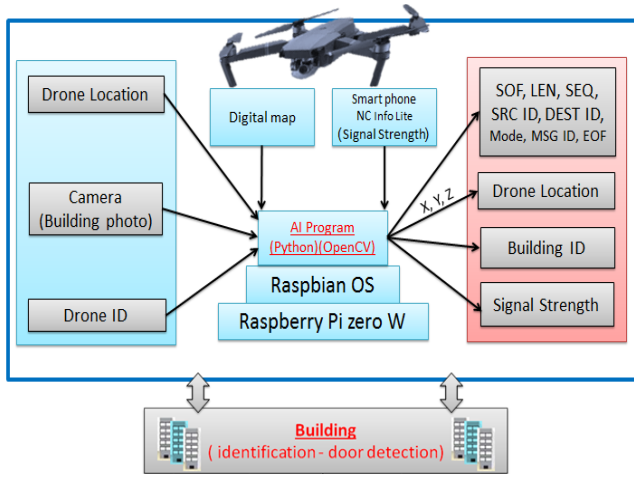 Drone Location
Camera
(Building photo)
Drone ID
Digital map
Smart phone
NC Info Lite
(Signal Strength)
AI Program
(Python)(OpenCV)
Raspbian OS
Raspberry Pi zero W
X, Y, Z
SOF, LEN, SEQ,
SRC ID, DEST ID,
Mode, MSG ID, EOF
Drone Location
Building ID
Signal Strength
Building
( identification - door detection)